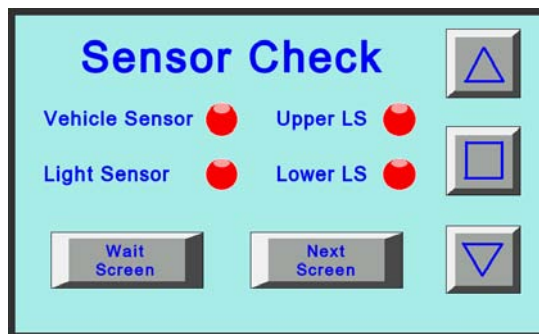 Sensor Check
Vehicle Sensor
Upper LS
Light Sensor
Lower LS
Wait
Screen
Next
Screen